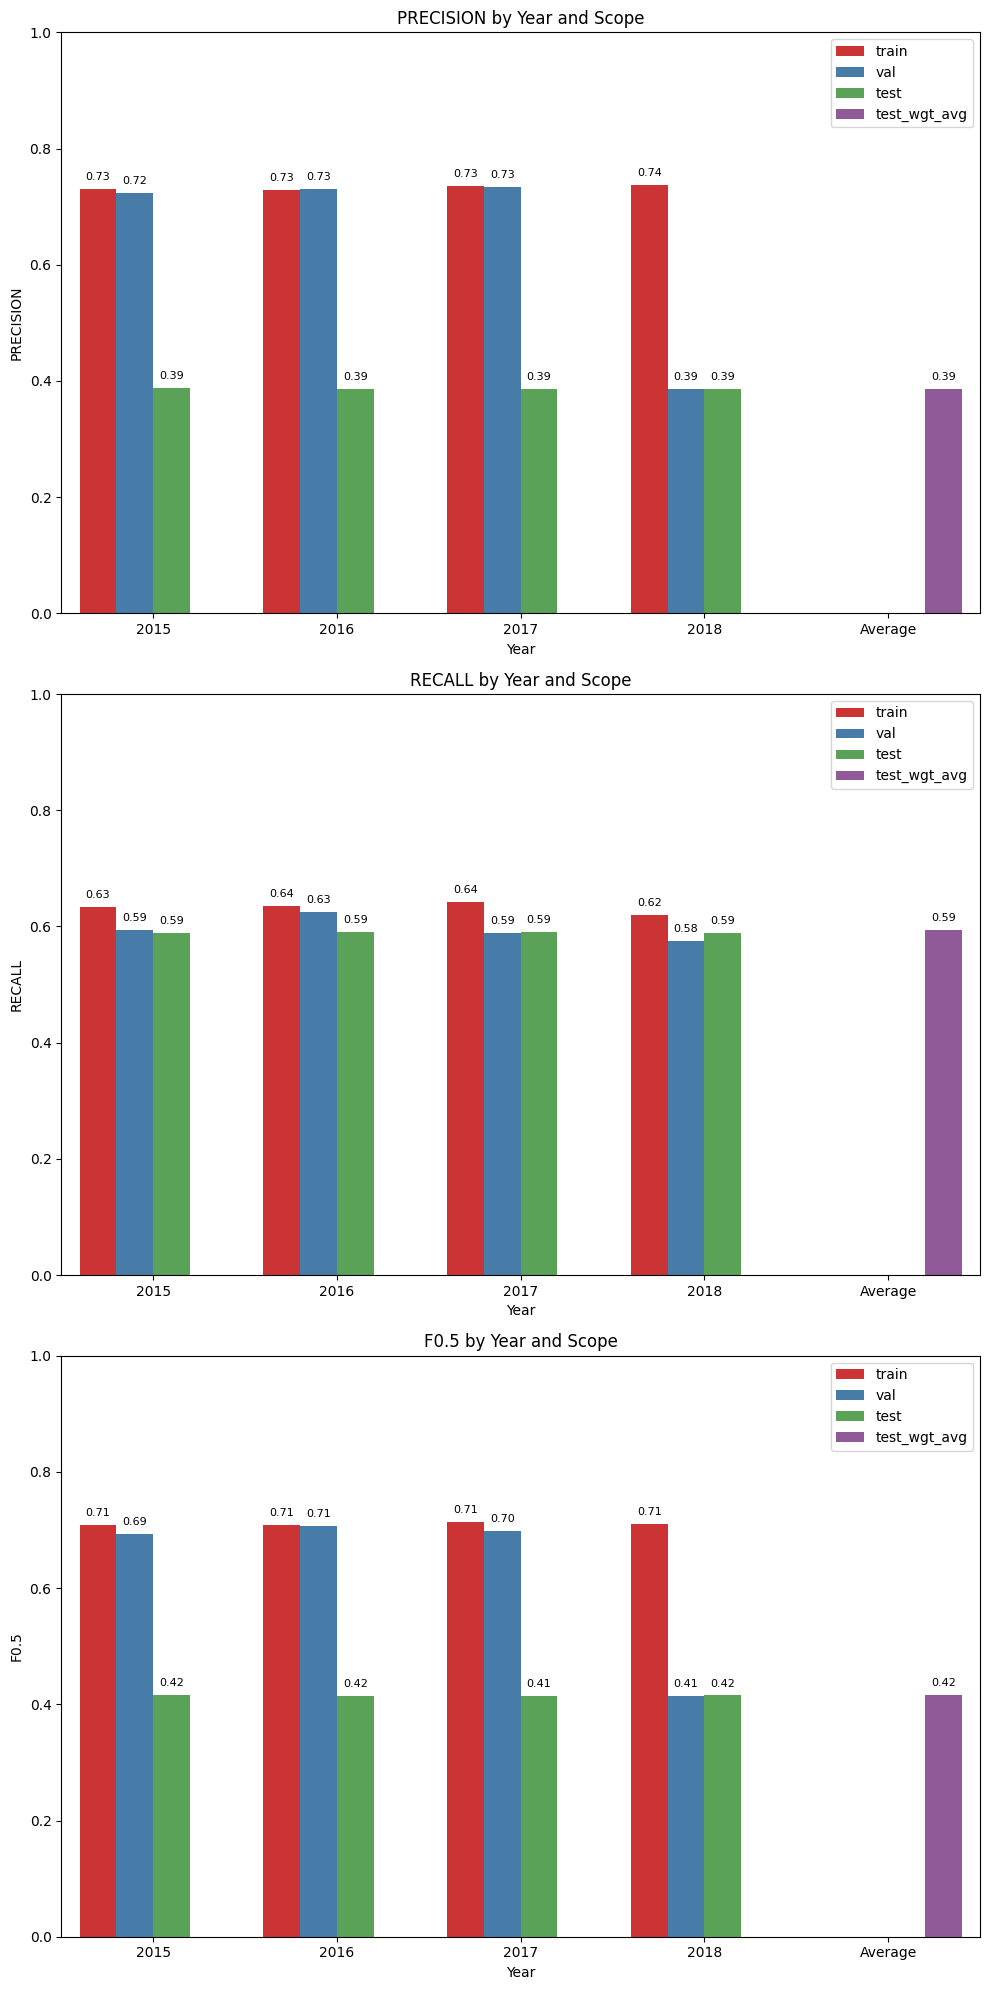 PRECISION by Year and Scope
1.0
0.8
0.6
0.4
0.2
0.0
PRECISION
train
val
test
test_wgt_avg
0.73 0.72 0.39 0.73 0.73 0.39 0.73 0.73 0.39 0.74 0.39 0.39 0.39
2015 2016 2017 2018 Average
Year
RECALL by Year and Scope
1.0
0.8
0.6
0.4
0.2
0.0
RECALL
train
val
test
test_wgt_avg
0.63 0.59 0.59 0.64 0.63 0.59 0.64 0.59 0.59 0.62 0.58 0.59 0.59
2015 2016 2017 2018 Average
Year
F0.5 by Year and Scope
1.0
0.8
0.6
0.4
0.2
0.0
F0.5
train
val
test
test_wgt_avg
0.71 0.69 0.42 0.71 0.71 0.42 0.71 0.70 0.41 0.71 0.41 0.42 0.42
2015 2016 2017 2018 Average
Year